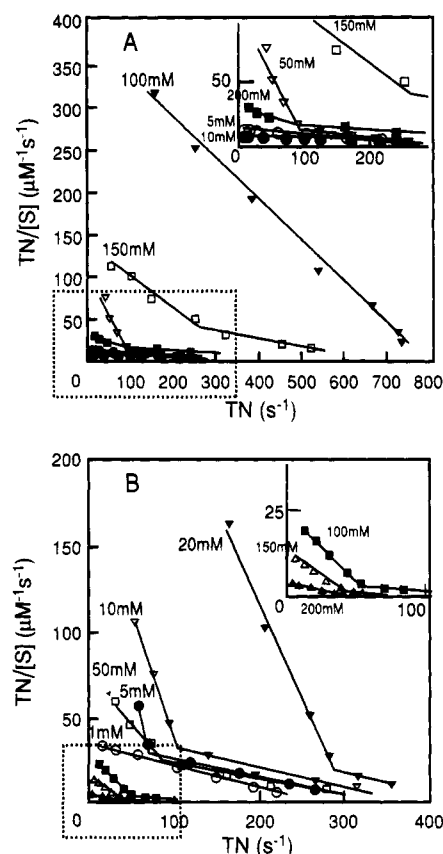 A
TN/[S] (μM⁻¹s⁻¹)
400
350
300
250
200
150
100
50
0
100mM
150mM
0 100 200 300 400 500 600 700 800
TN (s⁻¹)
150mM
50mM
50
200mM
5mM
10mM
0
0 100 200
B
TN/[S] (μM⁻¹s⁻¹)
200
150
100
50
0
20mM
10mM
50mM
5mM
1mM
0 100 200 300 400
TN (s⁻¹)
25
100mM
150mM
0 200mM 100